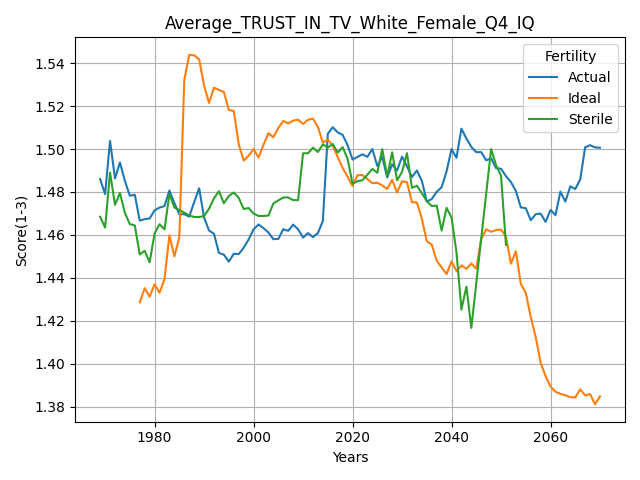 Average_TRUST_IN_TV_White_Female_Q4_IQ
Fertility
Actual
Ideal
Sterile
Score(1-3)
1.54
1.52
1.50
1.48
1.46
1.44
1.42
1.40
1.38
1980
2000
2020
2040
2060
Years